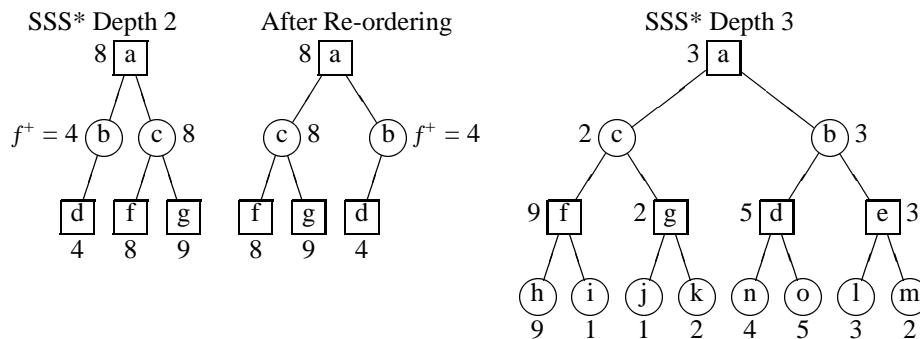 SSS* Depth 2 After Re-ordering SSS* Depth 3
8 a 8 a 3 a
f⁺ = 4 b c 8 c 8 b f⁺ = 4 2 c b 3
d f g f g d 9 f 2 g 5 d e 3
4 8 9 8 9 4
h i j k n o l m
9 1 1 2 4 5 3 2